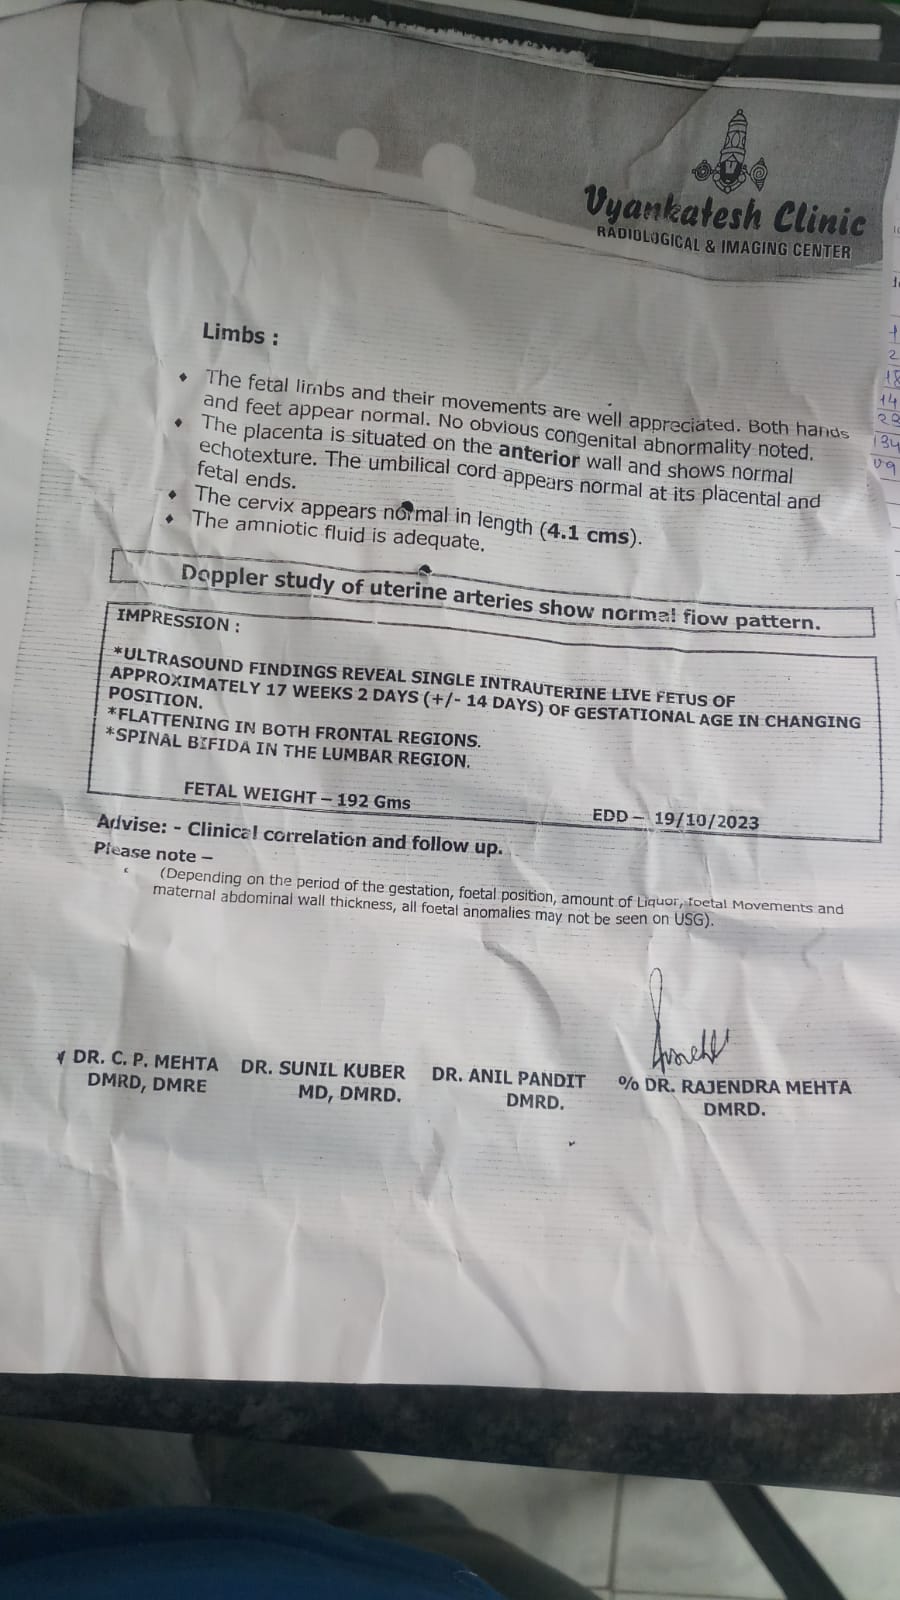 Vyankatesh Clinic
RADIOLOGICAL & IMAGING CENTER
Limbs :
♦ The fetal limbs and their movements are well appreciated. Both hands
and feet appear normal. No obvious congenital abnormality noted.
♦ The placenta is situated on the anterior wall and shows normal
echotexture. The umbilical cord appears normal at its placental and
fetal ends.
♦ The cervix appears normal in length (4.1 cms).
♦ The amniotic fluid is adequate.
Doppler study of uterine arteries show normal flow pattern.
IMPRESSION :
*ULTRASOUND FINDINGS REVEAL SINGLE INTRAUTERINE LIVE FETUS OF
APPROXIMATELY 17 WEEKS 2 DAYS (+/- 14 DAYS) OF GESTATIONAL AGE IN CHANGING
POSITION.
*FLATTENING IN BOTH FRONTAL REGIONS.
*SPINAL BIFIDA IN THE LUMBAR REGION.
FETAL WEIGHT – 192 Gms EDD – 19/10/2023
Advise: - Clinical correlation and follow up.
Please note –
(Depending on the period of the gestation, foetal position, amount of Liquor, foetal Movements and
maternal abdominal wall thickness, all foetal anomalies may not be seen on USG).
DR. C. P. MEHTA DR. SUNIL KUBER DR. ANIL PANDIT % DR. RAJENDRA MEHTA
DMRD, DMRE MD, DMRD. DMRD. DMRD.
2
18
14
29
134
09